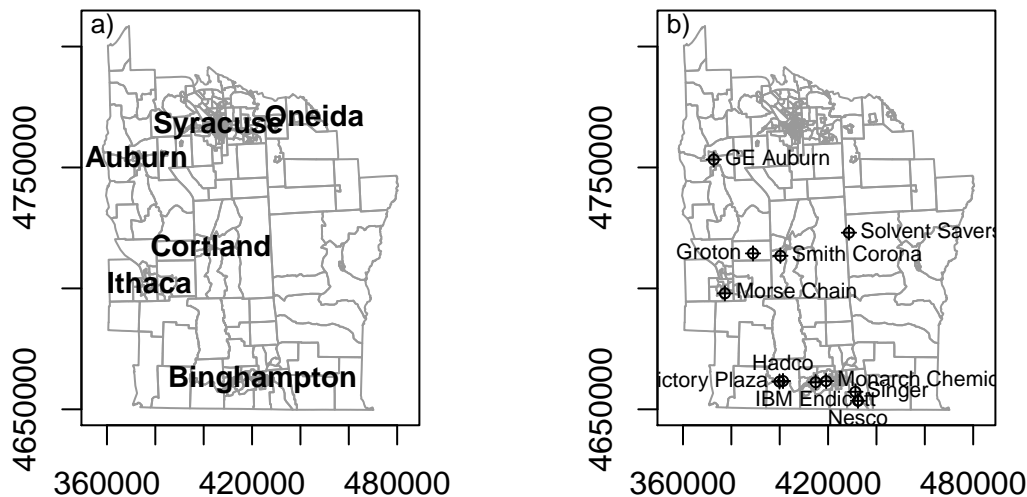 a)
Oneida
Syracuse
Auburn
Cortland
Ithaca
Binghampton
4750000
4650000
360000 420000 480000
b)
GE Auburn
Solvent Savers
Groton
Smith Corona
Morse Chain
Hadco
ictory Plaza
Monarch Chemic
Singer
IBM Endicott
Nesco
4750000
4650000
360000 420000 480000